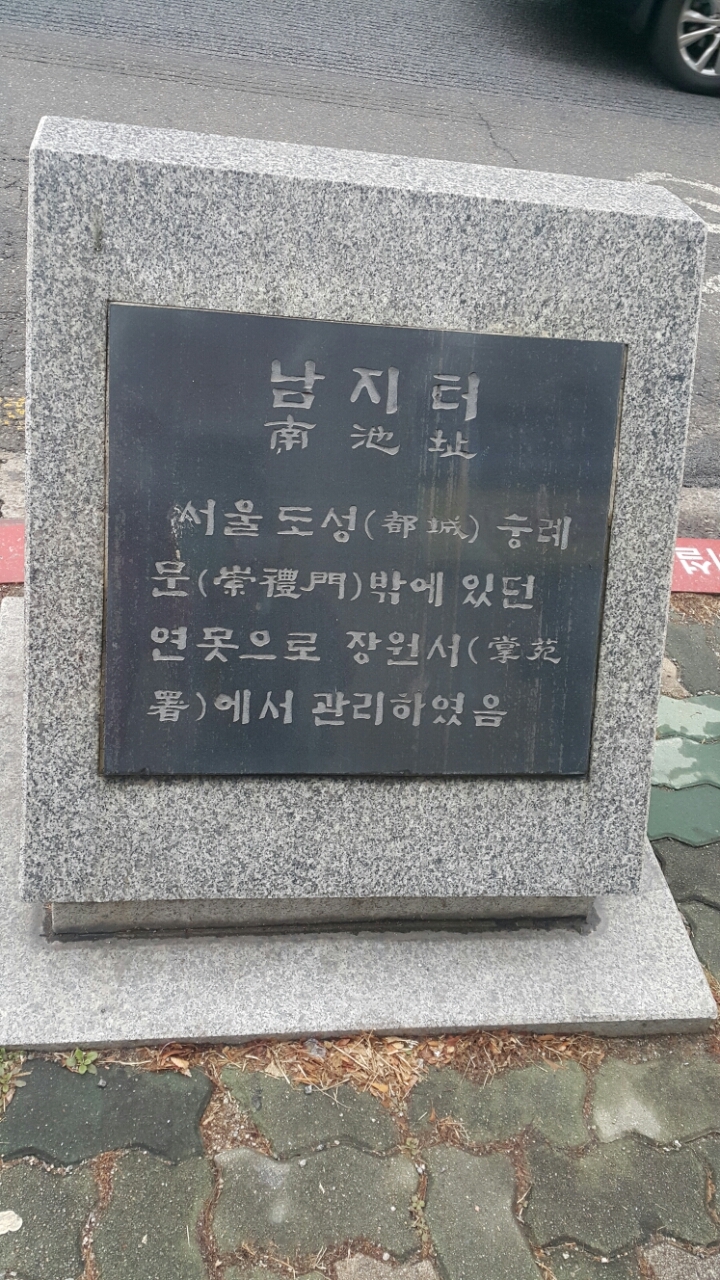 남지터
南池址
서울도성(都城) 숭례
문(崇禮門)밖에 있던
연못으로 장원서(掌苑
署)에서 관리하였음